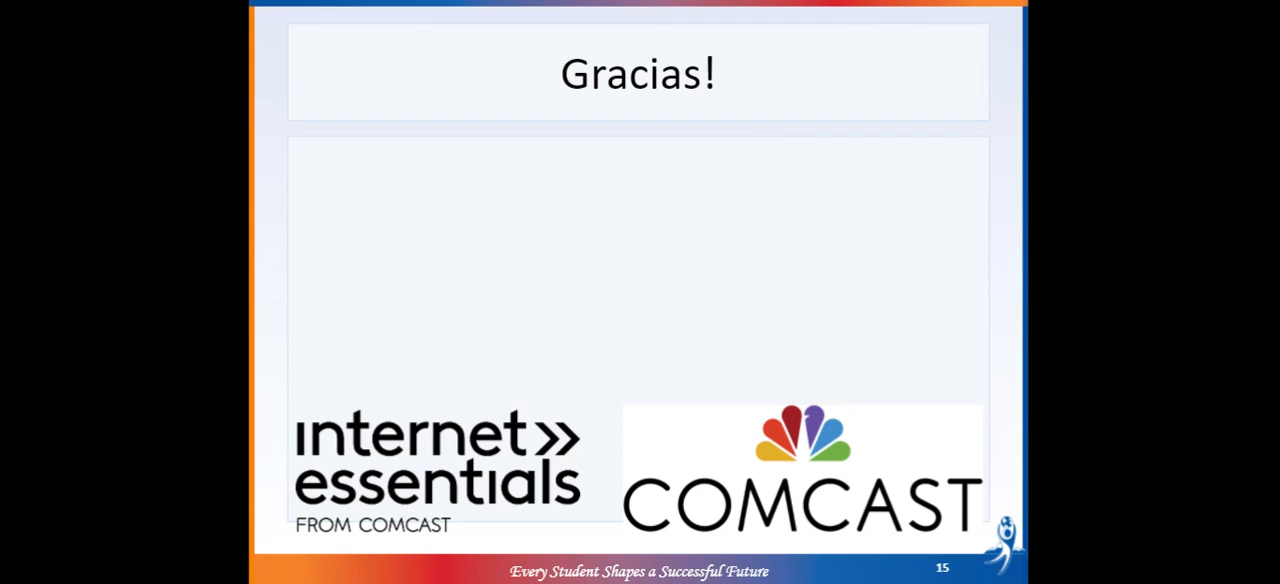 Gracias!
internet»
essentials
FROM COMCAST
COMCAST
Every Student Shapes a Successful Future
15